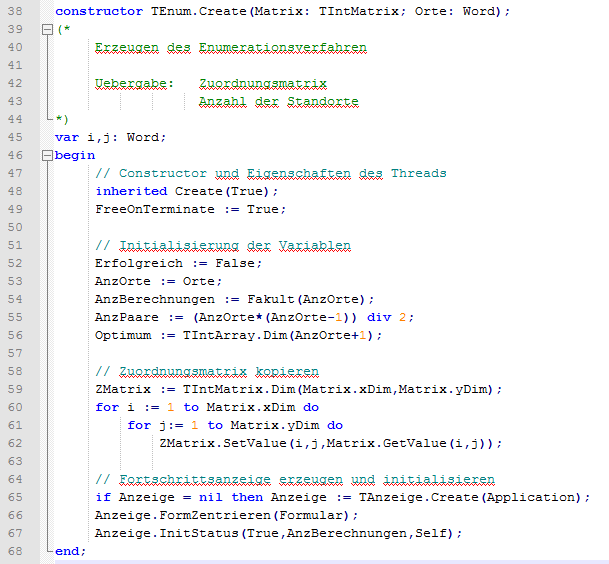 38 constructor TEnum.Create(Matrix: TIntMatrix; Orte: Word);
39 (*
40     Erzeugen des Enumerationsverfahren
41
42     Uebergabe:   Zuordnungsmatrix
43                  Anzahl der Standorte
44 *)
45 var i,j: Word;
46 begin
47     // Constructor und Eigenschaften des Threads
48     inherited Create(True);
49     FreeOnTerminate := True;
50
51     // Initialisierung der Variablen
52     Erfolgreich := False;
53     AnzOrte := Orte;
54     AnzBerechnungen := Fakult(AnzOrte);
55     AnzPaare := (AnzOrte*(AnzOrte-1)) div 2;
56     Optimum := TIntArray.Dim(AnzOrte+1);
57
58     // Zuordnungsmatrix kopieren
59     ZMatrix := TIntMatrix.Dim(Matrix.xDim,Matrix.yDim);
60     for i := 1 to Matrix.xDim do
61         for j:= 1 to Matrix.yDim do
62             ZMatrix.SetValue(i,j,Matrix.GetValue(i,j));
63
64     // Fortschrittsanzeige erzeugen und initialisieren
65     if Anzeige = nil then Anzeige := TAnzeige.Create(Application);
66     Anzeige.FormZentrieren(Formular);
67     Anzeige.InitStatus(True,AnzBerechnungen,Self);
68 end;